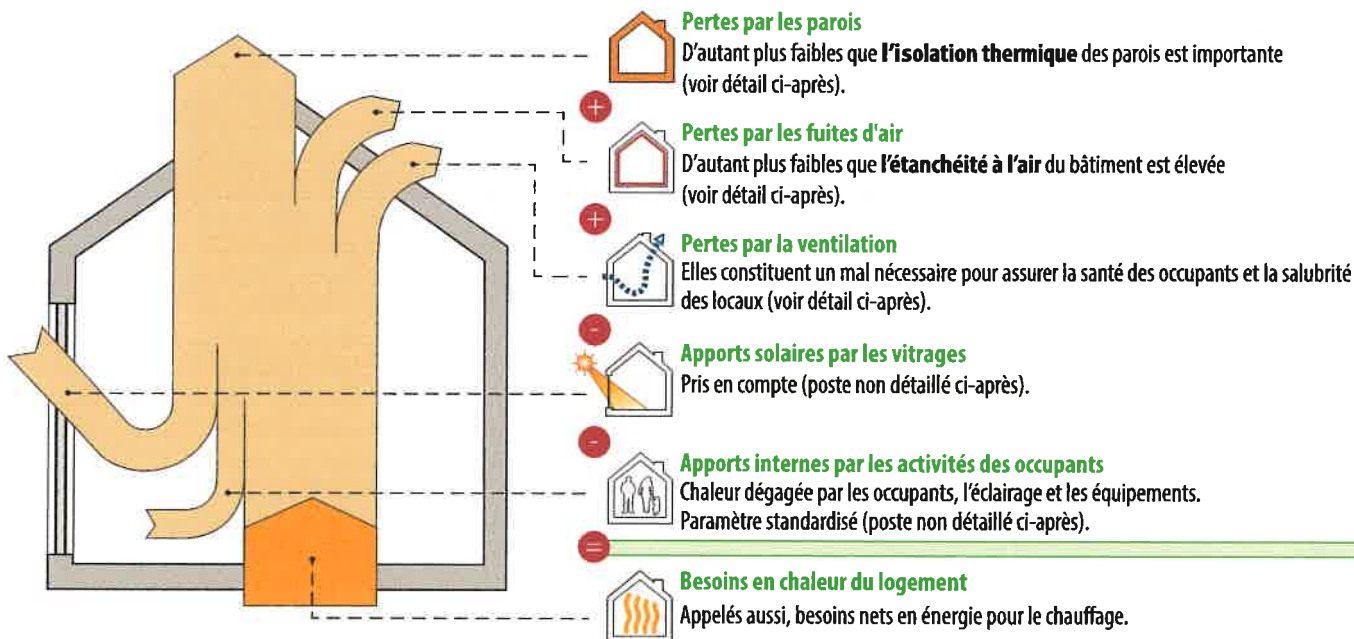 Pertes par les parois
D'autant plus faibles que l'isolation thermique des parois est importante
(voir détail ci-après).
+
Pertes par les fuites d'air
D'autant plus faibles que l'étanchéité à l'air du bâtiment est élevée
(voir détail ci-après).
+
Pertes par la ventilation
Elles constituent un mal nécessaire pour assurer la santé des occupants et la salubrité
des locaux (voir détail ci-après).
-
Apports solaires par les vitrages
Pris en compte (poste non détaillé ci-après).
-
Apports internes par les activités des occupants
Chaleur dégagée par les occupants, l'éclairage et les équipements.
Paramètre standardisé (poste non détaillé ci-après).
=
Besoins en chaleur du logement
Appelés aussi, besoins nets en énergie pour le chauffage.